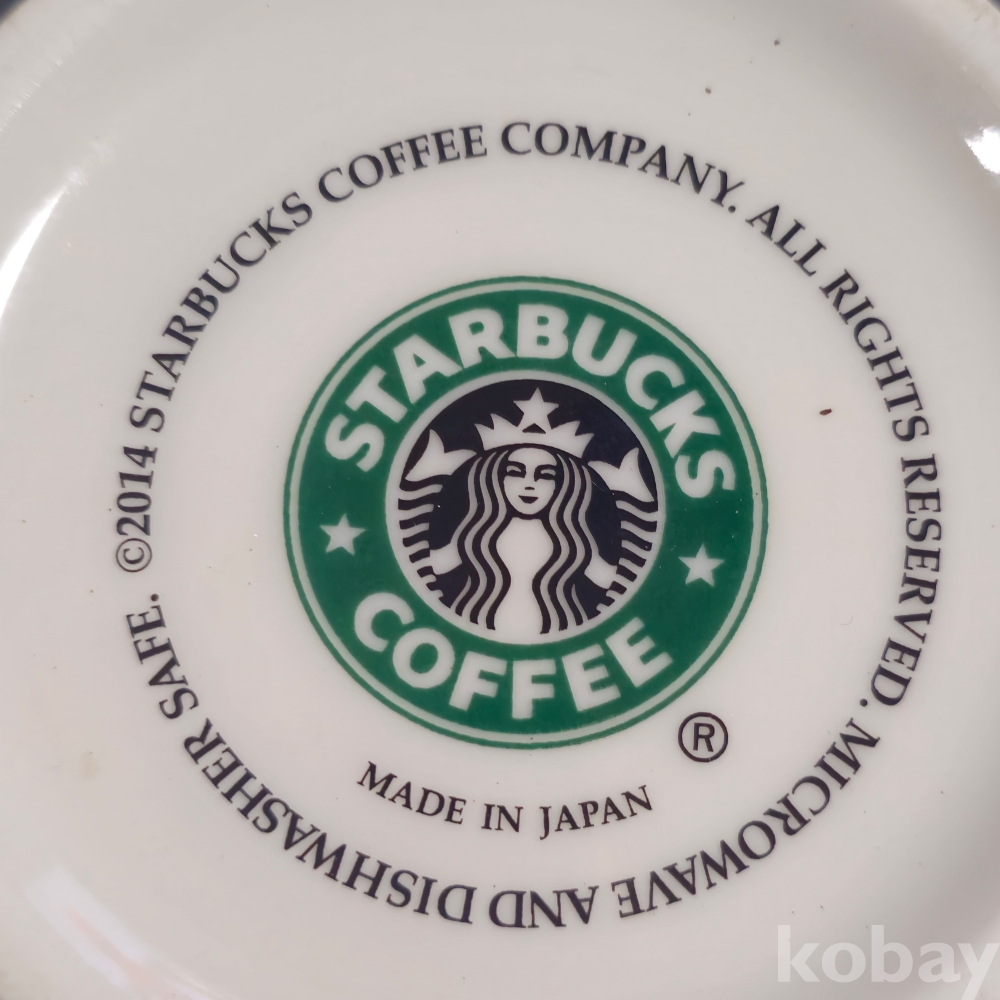 ©2014 STARBUCKS COFFEE COMPANY. ALL RIGHTS RESERVED. MICROWAVE AND DISHWASHER SAFE.
STARBUCKS
COFFEE
®
MADE IN JAPAN
kobay